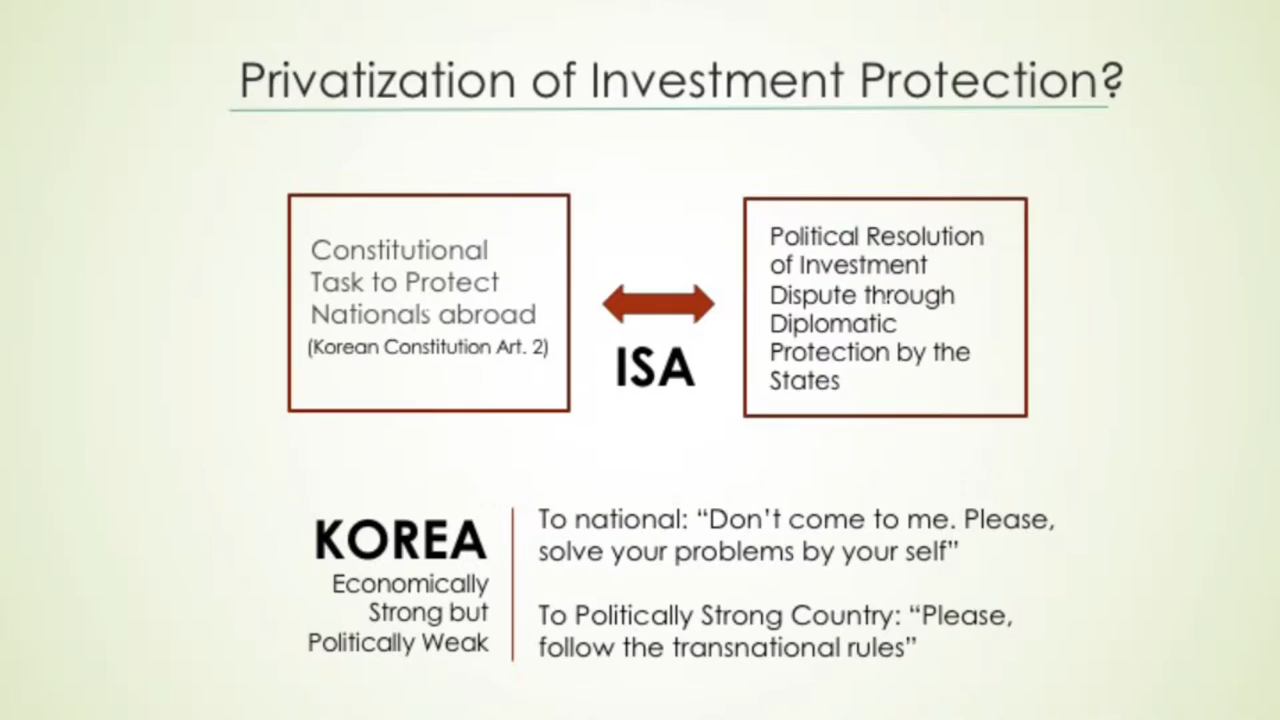 Privatization of Investment Protection?
Constitutional
Task to Protect
Nationals abroad
(Korean Constitution Art. 2)
ISA
Political Resolution
of Investment
Dispute through
Diplomatic
Protection by the
States
KOREA
Economically
Strong but
Politically Weak
To national: “Don’t come to me. Please,
solve your problems by your self”
To Politically Strong Country: “Please,
follow the transnational rules”